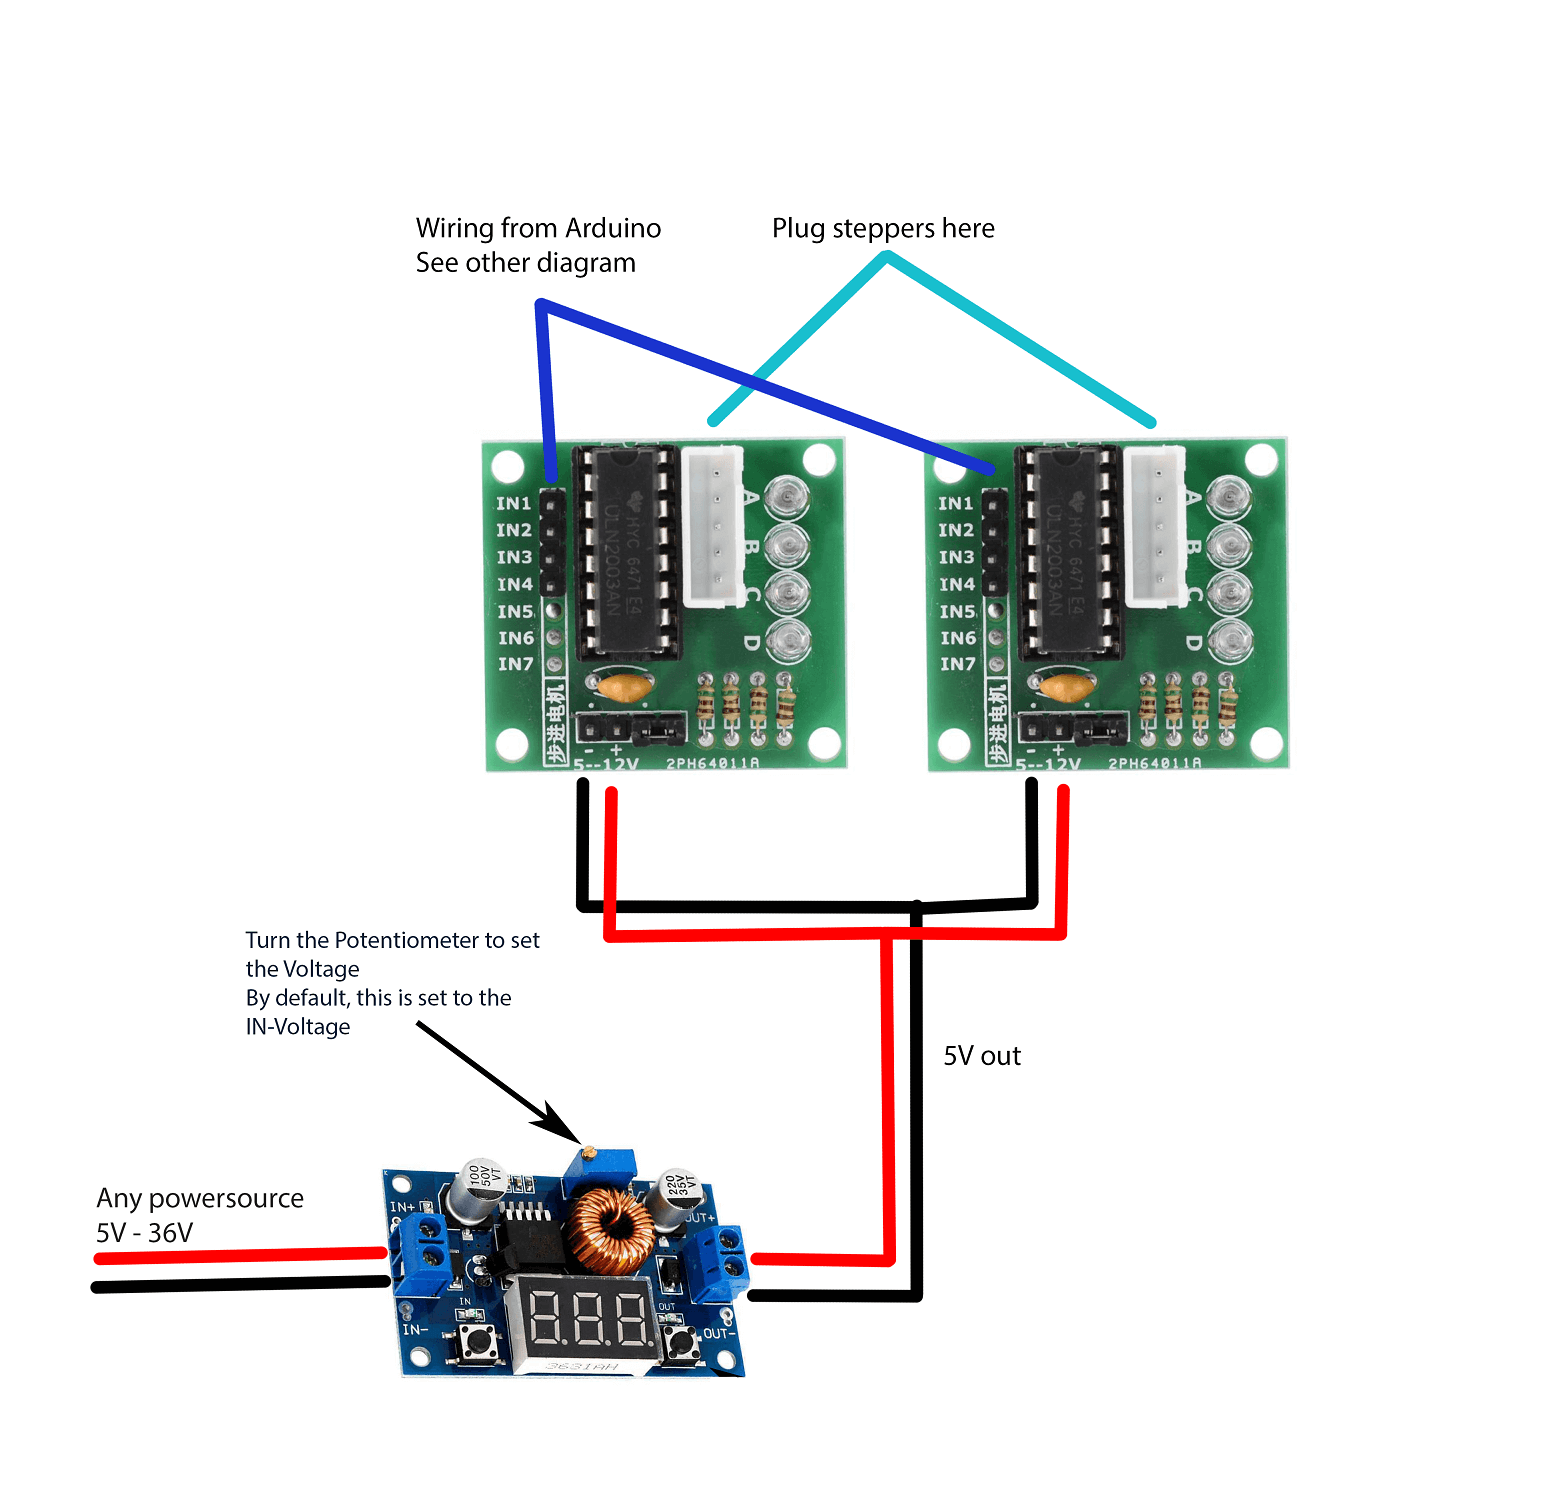 Wiring from Arduino
See other diagram
Plug steppers here
IN1
IN2
IN3
IN4
IN5
IN6
IN7
HYC 6471E4
ULN2003AN
A
B
C
D
步进电机
- +
5--12V
2PH64011A
IN1
IN2
IN3
IN4
IN5
IN6
IN7
HYC 6471E4
ULN2003AN
A
B
C
D
步进电机
- +
5--12V
2PH64011A
Turn the Potentiometer to set
the Voltage
By default, this is set to the
IN-Voltage
5V out
Any powersource
5V - 36V
IN+
100
50V
VT
220
35V
VT
OUT+
IN
OUT
IN-
OUT-
3631AH